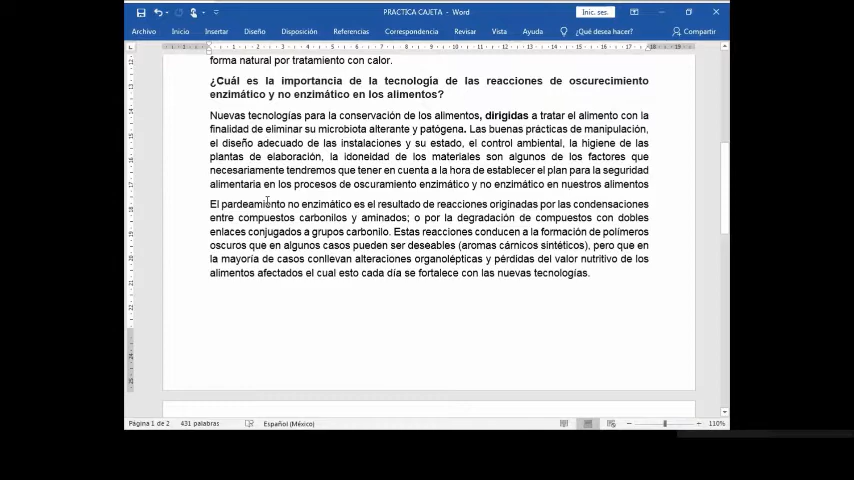 PRACTICA CAJETA - Word
Inic. ses.
Archivo Inicio Insertar Diseño Disposición Referencias Correspondencia Revisar Vista Ayuda ¿Qué desea hacer? Compartir
forma natural por tratamiento con calor.
¿Cuál es la importancia de la tecnología de las reacciones de oscurecimiento
enzimático y no enzimático en los alimentos?
Nuevas tecnologías para la conservación de los alimentos, dirigidas a tratar el alimento con la
finalidad de eliminar su microbiota alterante y patógena. Las buenas prácticas de manipulación,
el diseño adecuado de las instalaciones y su estado, el control ambiental, la higiene de las
plantas de elaboración, la idoneidad de los materiales son algunos de los factores que
necesariamente tendremos que tener en cuenta a la hora de establecer el plan para la seguridad
alimentaria en los procesos de oscuramiento enzimático y no enzimático en nuestros alimentos
El pardeamiento no enzimático es el resultado de reacciones originadas por las condensaciones
entre compuestos carbonilos y aminados; o por la degradación de compuestos con dobles
enlaces conjugados a grupos carbonilo. Estas reacciones conducen a la formación de polímeros
oscuros que en algunos casos pueden ser deseables (aromas cárnicos sintéticos), pero que en
la mayoría de casos conllevan alteraciones organolépticas y pérdidas del valor nutritivo de los
alimentos afectados el cual esto cada día se fortalece con las nuevas tecnologías.
Página 1 de 2 431 palabras Español (México) 110%